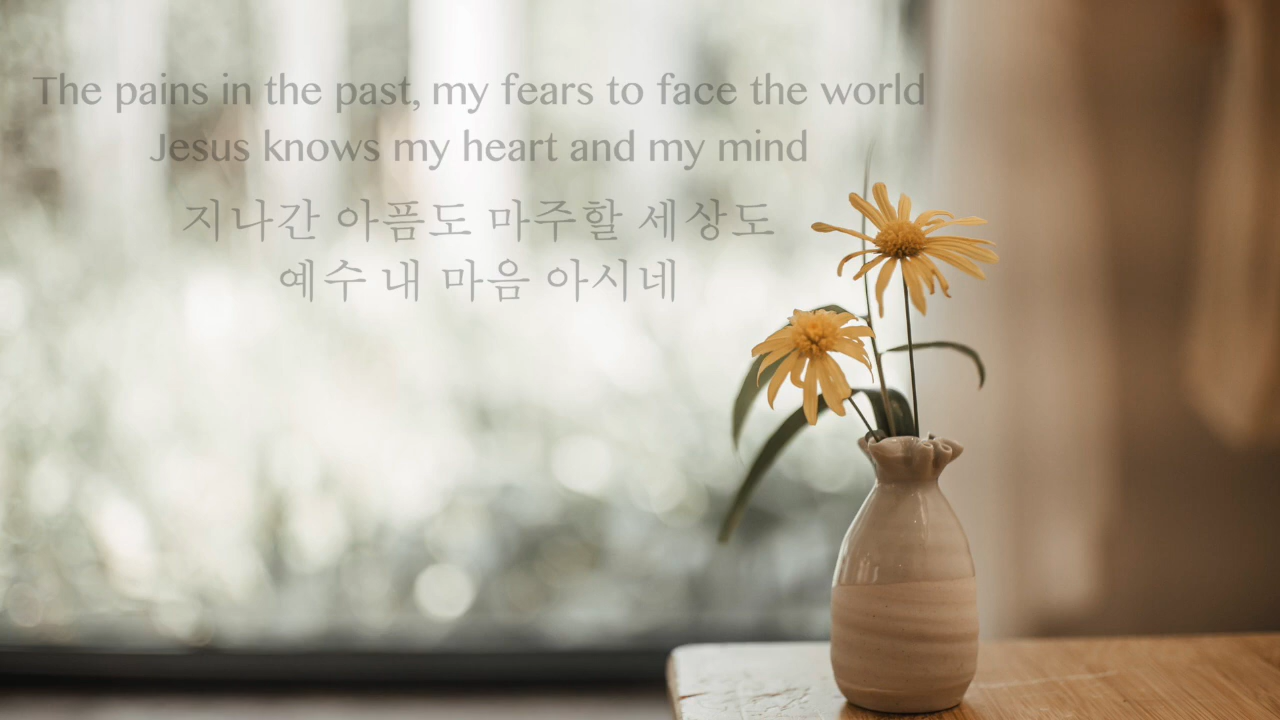 The pains in the past, my fears to face the world
Jesus knows my heart and my mind
지나간 아픔도 마주할 세상도
예수 내 마음 아시네